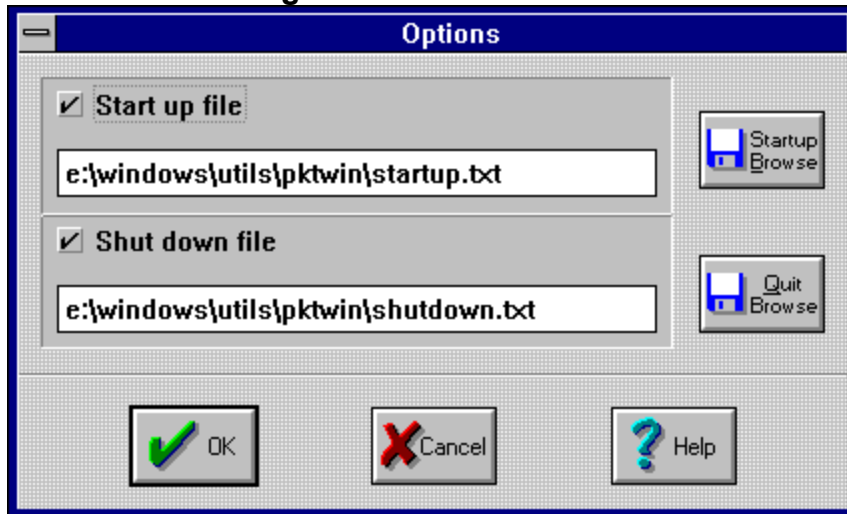 Options
Start up file
e:\windows\utils\pktwin\startup.txt
Startup
Browse
Shut down file
e:\windows\utils\pktwin\shutdown.txt
Quit
Browse
OK
Cancel
Help